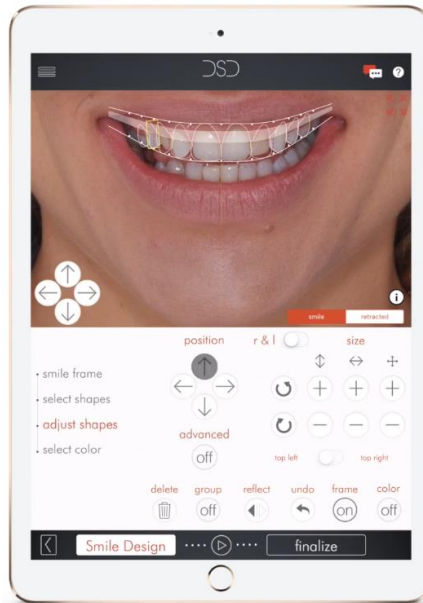 DSD
?
i
smile retracted
position r & l size
smile frame
select shapes
adjust shapes
select color
advanced
off
top left top right
delete group reflect undo frame color
off on off
Smile Design finalize